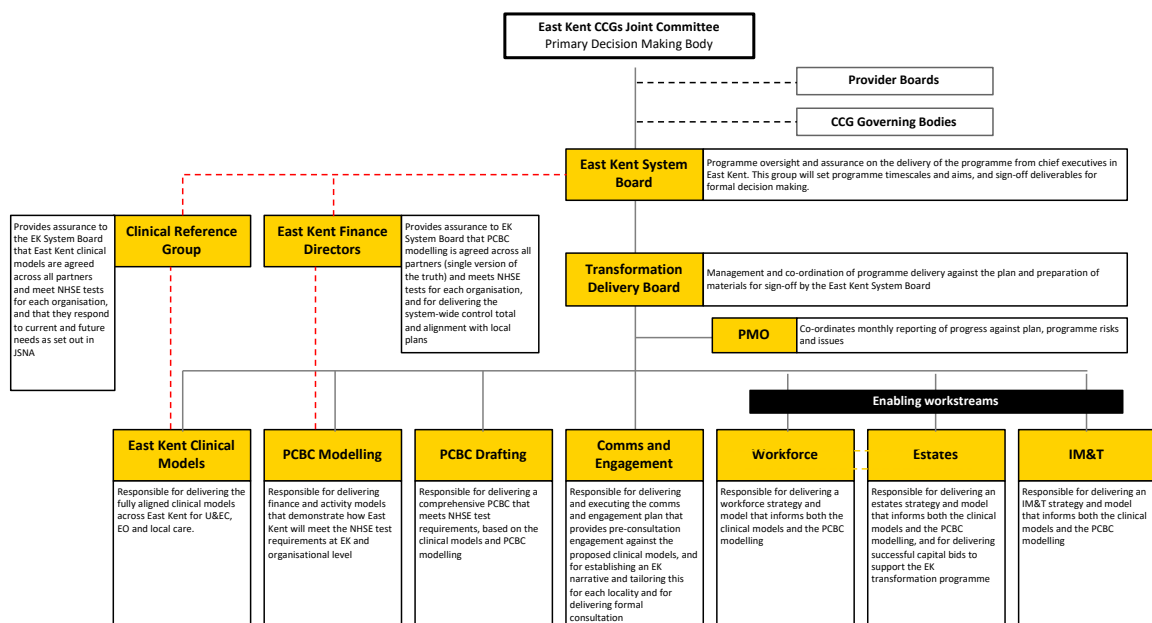 East Kent CCGs Joint Committee
Primary Decision Making Body
Provider Boards
CCG Governing Bodies
East Kent System
Board
Programme oversight and assurance on the delivery of the programme from chief executives in
East Kent. This group will set programme timescales and aims, and sign-off deliverables for
formal decision making.
Provides assurance to
the EK System Board
that East Kent clinical
models are agreed
across all partners
and meet NHSE tests
for each organisation,
and that they respond
to current and future
needs as set out in
JSNA
Clinical Reference
Group
East Kent Finance
Directors
Provides assurance to EK
System Board that PCBC
modelling is agreed across all
partners (single version of
the truth) and meets NHSE
tests for each organisation,
and for delivering the
system-wide control total
and alignment with local
plans
Transformation
Delivery Board
Management and co-ordination of programme delivery against the plan and preparation of
materials for sign-off by the East Kent System Board
PMO
Co-ordinates monthly reporting of progress against plan, programme risks
and issues
Enabling workstreams
East Kent Clinical
Models
Responsible for delivering the
fully aligned clinical models
across East Kent for U&EC,
EO and local care.
PCBC Modelling
Responsible for delivering
finance and activity models
that demonstrate how East
Kent will meet the NHSE test
requirements at EK and
organisational level
PCBC Drafting
Responsible for delivering a
comprehensive PCBC that
meets NHSE test
requirements, based on the
clinical models and PCBC
modelling
Comms and
Engagement
Responsible for delivering
and executing the comms
and engagement plan that
provides pre-consultation
engagement against the
proposed clinical models, and
for establishing an EK
narrative and tailoring this
for each locality and for
delivering formal
consultation
Workforce
Responsible for delivering a
workforce strategy and
model that informs both the
clinical models and the PCBC
modelling
Estates
Responsible for delivering an
estates strategy and model
that informs both the clinical
models and the PCBC
modelling, and for delivering
successful capital bids to
support the EK
transformation programme
IM&T
Responsible for delivering an
IM&T strategy and model that
informs both the clinical
models and the PCBC
modelling